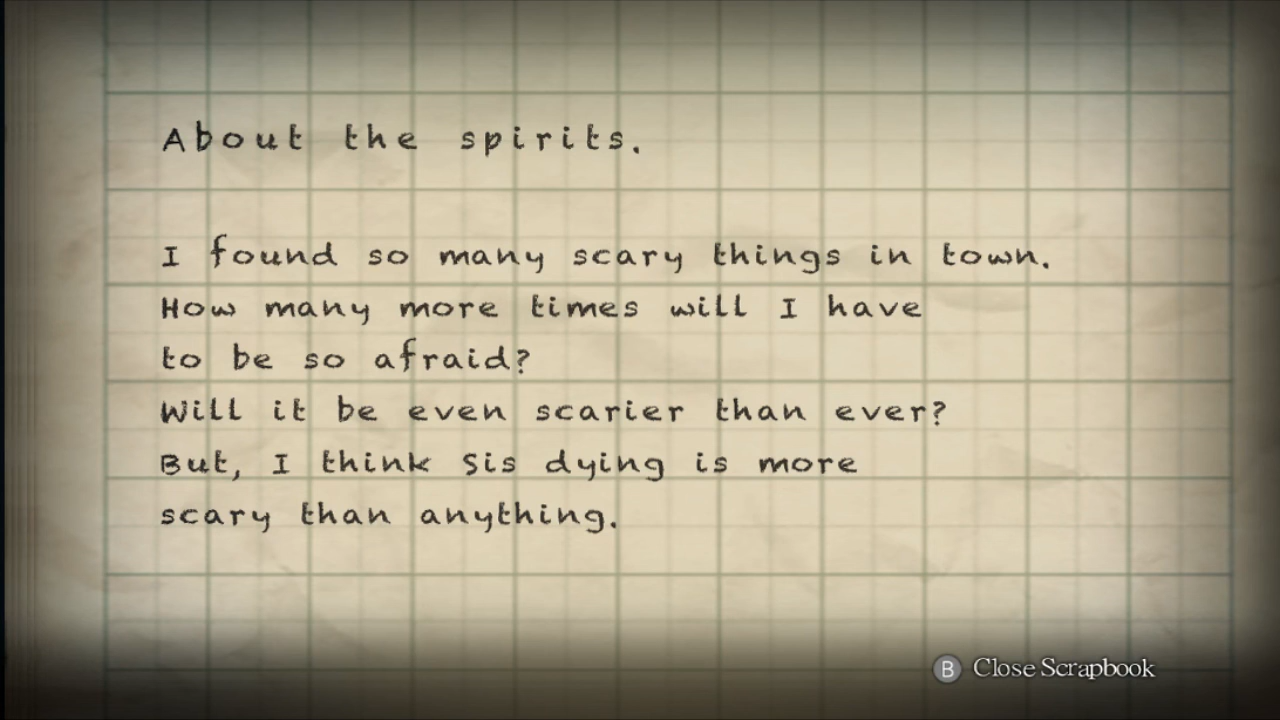 About the spirits.
I found so many scary things in town.
How many more times will I have
to be so afraid?
Will it be even scarier than ever?
But, I think Sis dying is more
scary than anything.
B Close Scrapbook